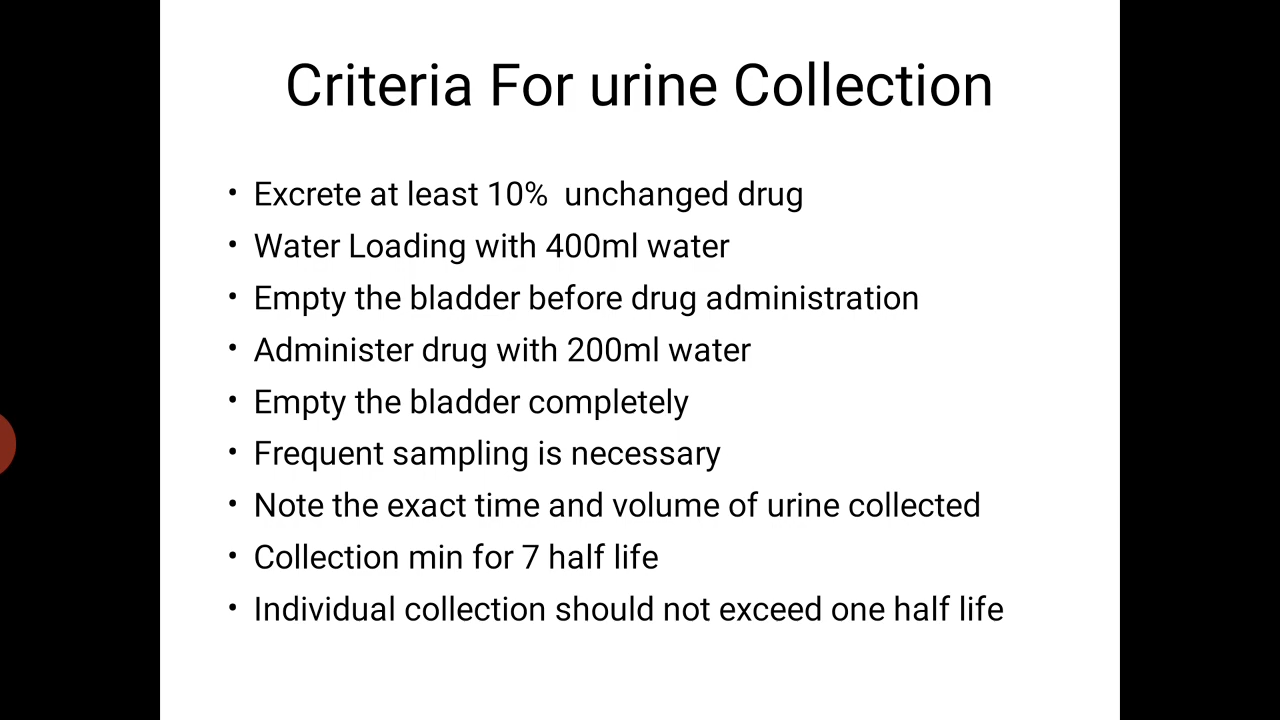 Criteria For urine Collection
• Excrete at least 10%  unchanged drug
• Water Loading with 400ml water
• Empty the bladder before drug administration
• Administer drug with 200ml water
• Empty the bladder completely
• Frequent sampling is necessary
• Note the exact time and volume of urine collected
• Collection min for 7 half life
• Individual collection should not exceed one half life